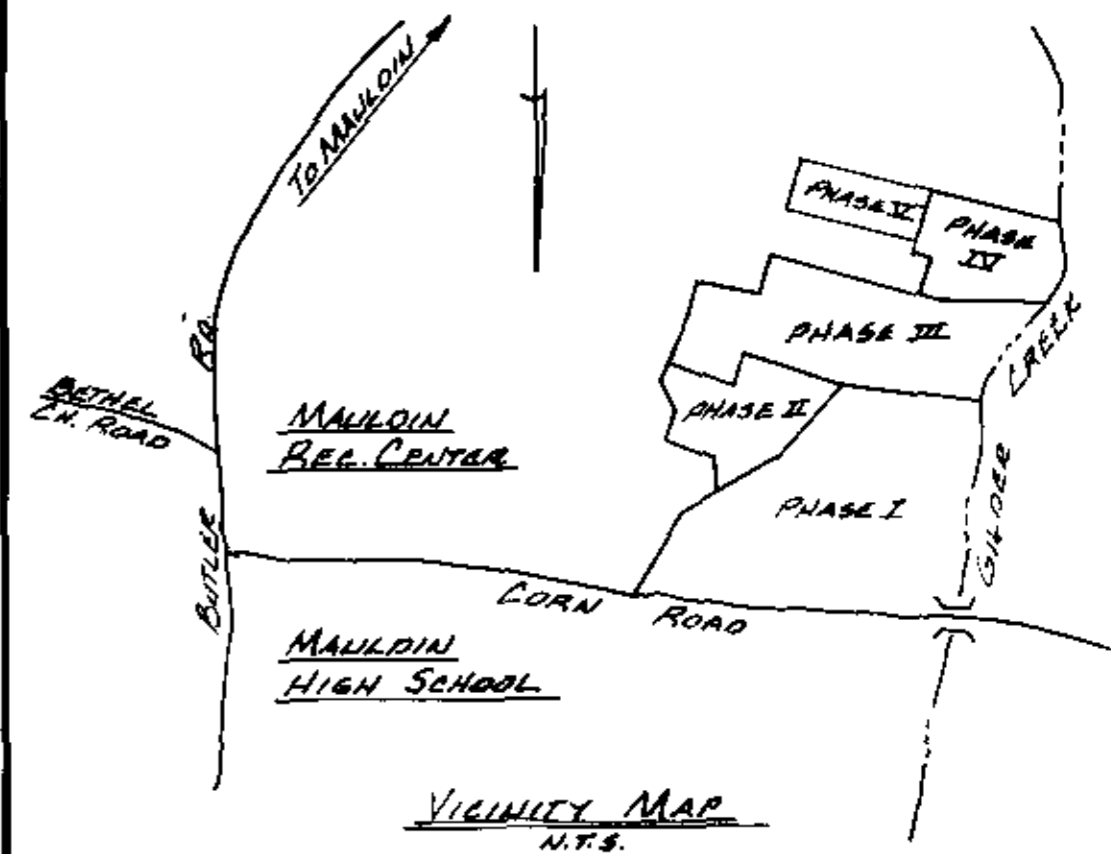 To MAULDIN
PHASE V
PHASE
IV
PHASE III
CREEK
RD.
BETHEL
CH. ROAD
MAULDIN
REC. CENTER
PHASE II
PHASE I
GILDER
BUTLER
CORN ROAD
MAULDIN
HIGH SCHOOL
VICINITY MAP
N.T.S.